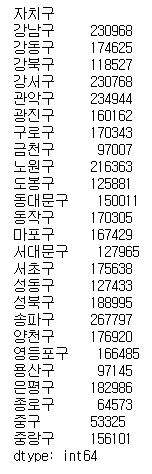 자치구
강남구 230968
강동구 174625
강북구 118527
강서구 230768
관악구 234944
광진구 160162
구로구 170343
금천구 97007
노원구 216363
도봉구 125881
동대문구 150011
동작구 170305
마포구 167429
서대문구 127965
서초구 175638
성동구 127433
성북구 188995
송파구 267797
양천구 176920
영등포구 166485
용산구 97145
은평구 182986
종로구 64573
중구 53325
중랑구 156101
dtype: int64